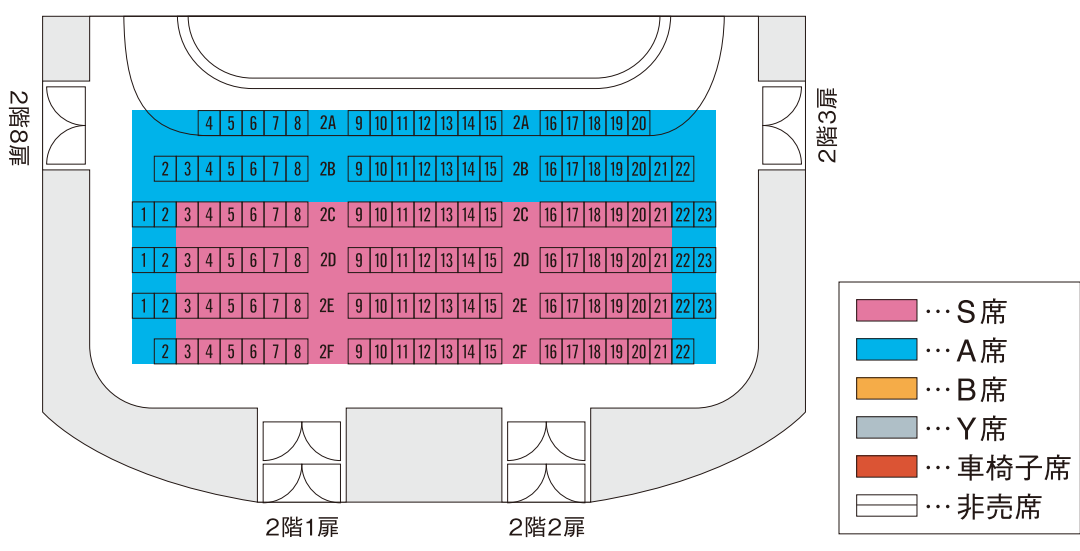 2階8扉
2階3扉
4 5 6 7 8 2A 9 10 11 12 13 14 15 2A 16 17 18 19 20
2 3 4 5 6 7 8 2B 9 10 11 12 13 14 15 2B 16 17 18 19 20 21 22
1 2 3 4 5 6 7 8 2C 9 10 11 12 13 14 15 2C 16 17 18 19 20 21 22 23
1 2 3 4 5 6 7 8 2D 9 10 11 12 13 14 15 2D 16 17 18 19 20 21 22 23
1 2 3 4 5 6 7 8 2E 9 10 11 12 13 14 15 2E 16 17 18 19 20 21 22 23
2 3 4 5 6 7 8 2F 9 10 11 12 13 14 15 2F 16 17 18 19 20 21 22
2階1扉
2階2扉
…S席
…A席
…B席
…Y席
…車椅子席
…非売席